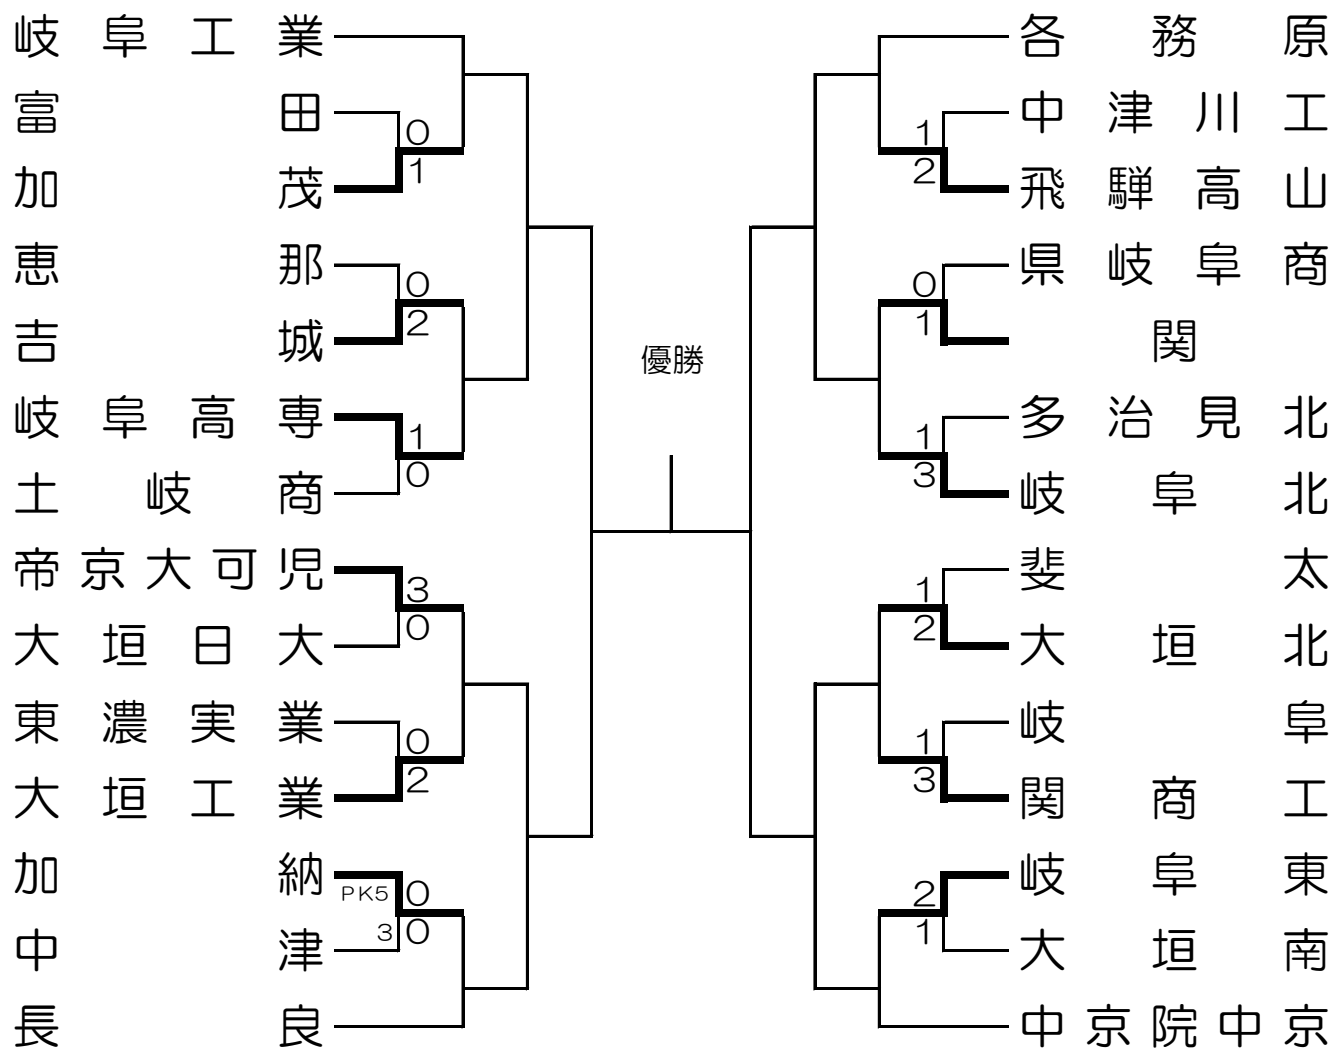 岐阜工業
富田
0
加茂
1
恵那
0
吉城
2
岐阜高専
1
土岐商
0
帝京大可児
3
大垣日大
0
東濃実業
0
大垣工業
2
加納
PK5 0
中津
3 0
長良
優勝
各務原
中津川工
1
飛騨高山
2
県岐阜商
0
関
1
多治見北
1
岐阜北
3
斐太
1
大垣北
2
岐阜
1
関商工
3
岐阜東
2
大垣南
1
中京院中京